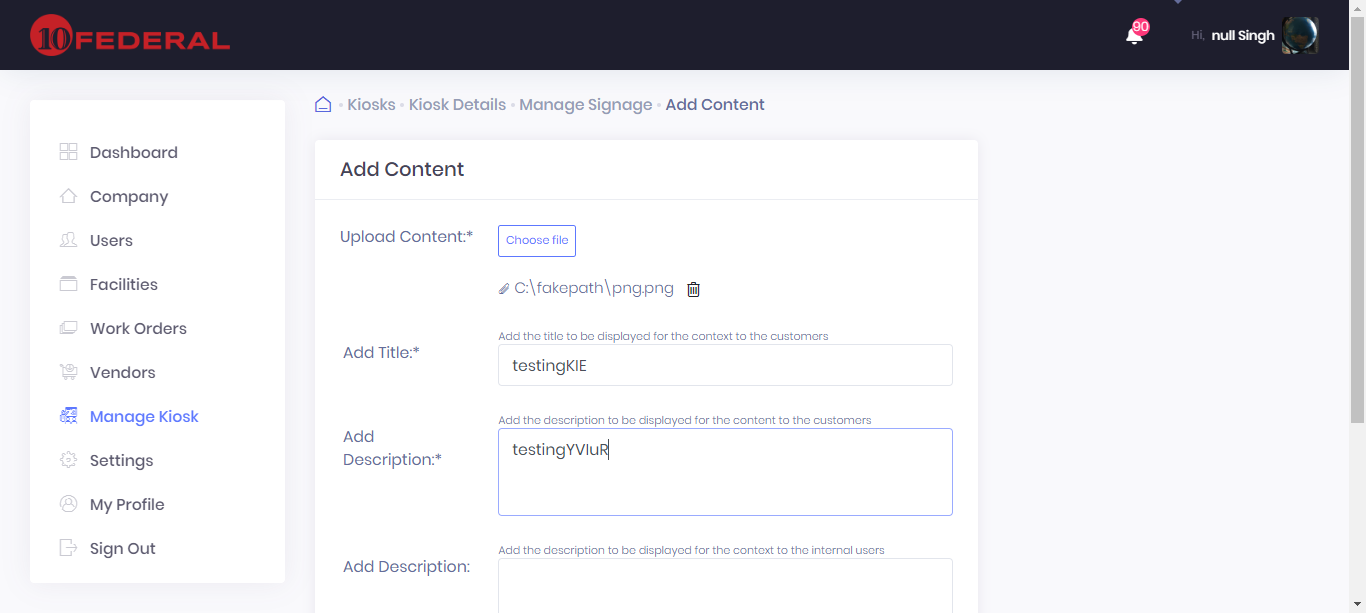 10 FEDERAL
90
Hi, null Singh
Kiosks • Kiosk Details • Manage Signage • Add Content
Dashboard
Company
Users
Facilities
Work Orders
Vendors
Manage Kiosk
Settings
My Profile
Sign Out
Add Content
Upload Content:*
Choose file
C:\fakepath\png.png
Add the title to be displayed for the context to the customers
Add Title:*
testingKIE
Add the description to be displayed for the content to the customers
Add
Description:*
testingYVIuR
Add the description to be displayed for the context to the internal users
Add Description: